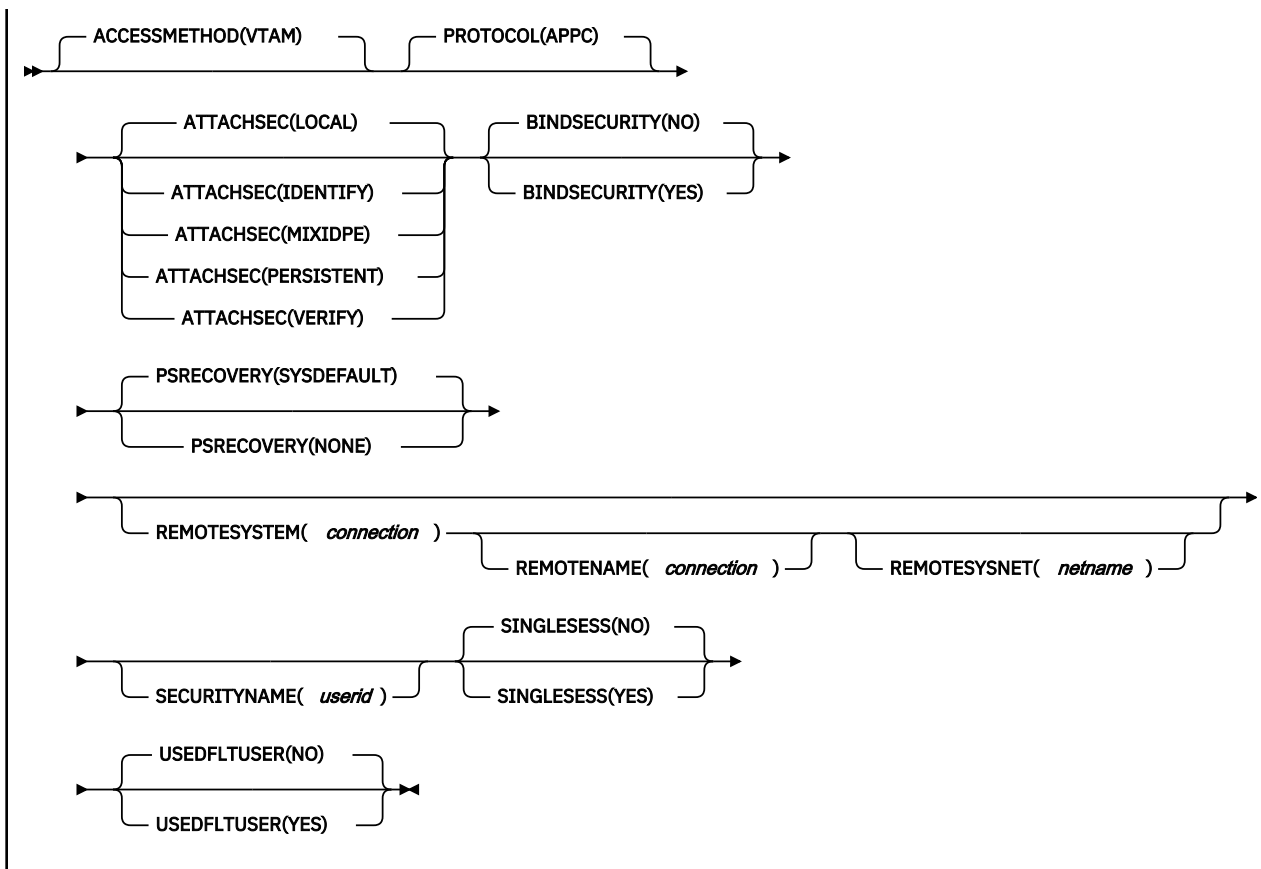 ACCESSMETHOD(VTAM) PROTOCOL(APPC)
ATTACHSEC(LOCAL) BINDSECURITY(NO)
ATTACHSEC(IDENTIFY) BINDSECURITY(YES)
ATTACHSEC(MIXIDPE)
ATTACHSEC(PERSISTENT)
ATTACHSEC(VERIFY)
PSRECOVERY(SYSDEFAULT)
PSRECOVERY(NONE)
REMOTESYSTEM( connection )
REMOTENAME( connection ) REMOTESYSNET( netname )
SINGLESESS(NO)
SECURITYNAME( userid ) SINGLESESS(YES)
USEDFLTUSER(NO)
USEDFLTUSER(YES)